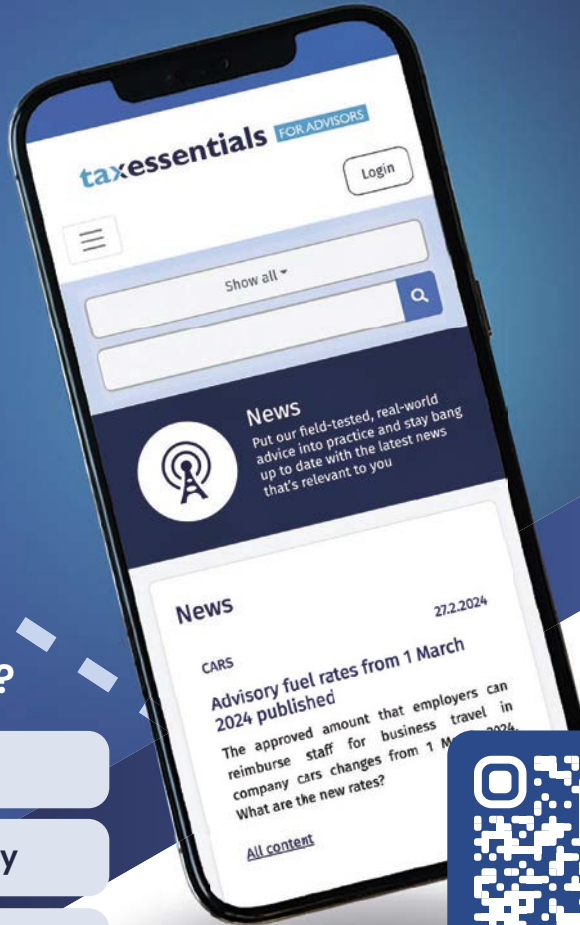 taxessentials FOR ADVISORS
Login
Show all
News
Put our field-tested, real-world
advice into practice and stay bang
up to date with the latest news
that's relevant to you
News
27.2.2024
CARS
Advisory fuel rates from 1 March
2024 published
The approved amount that employers can
reimburse staff for business travel in
company cars changes from 1 M 2024.
What are the new rates?
All content
?
y